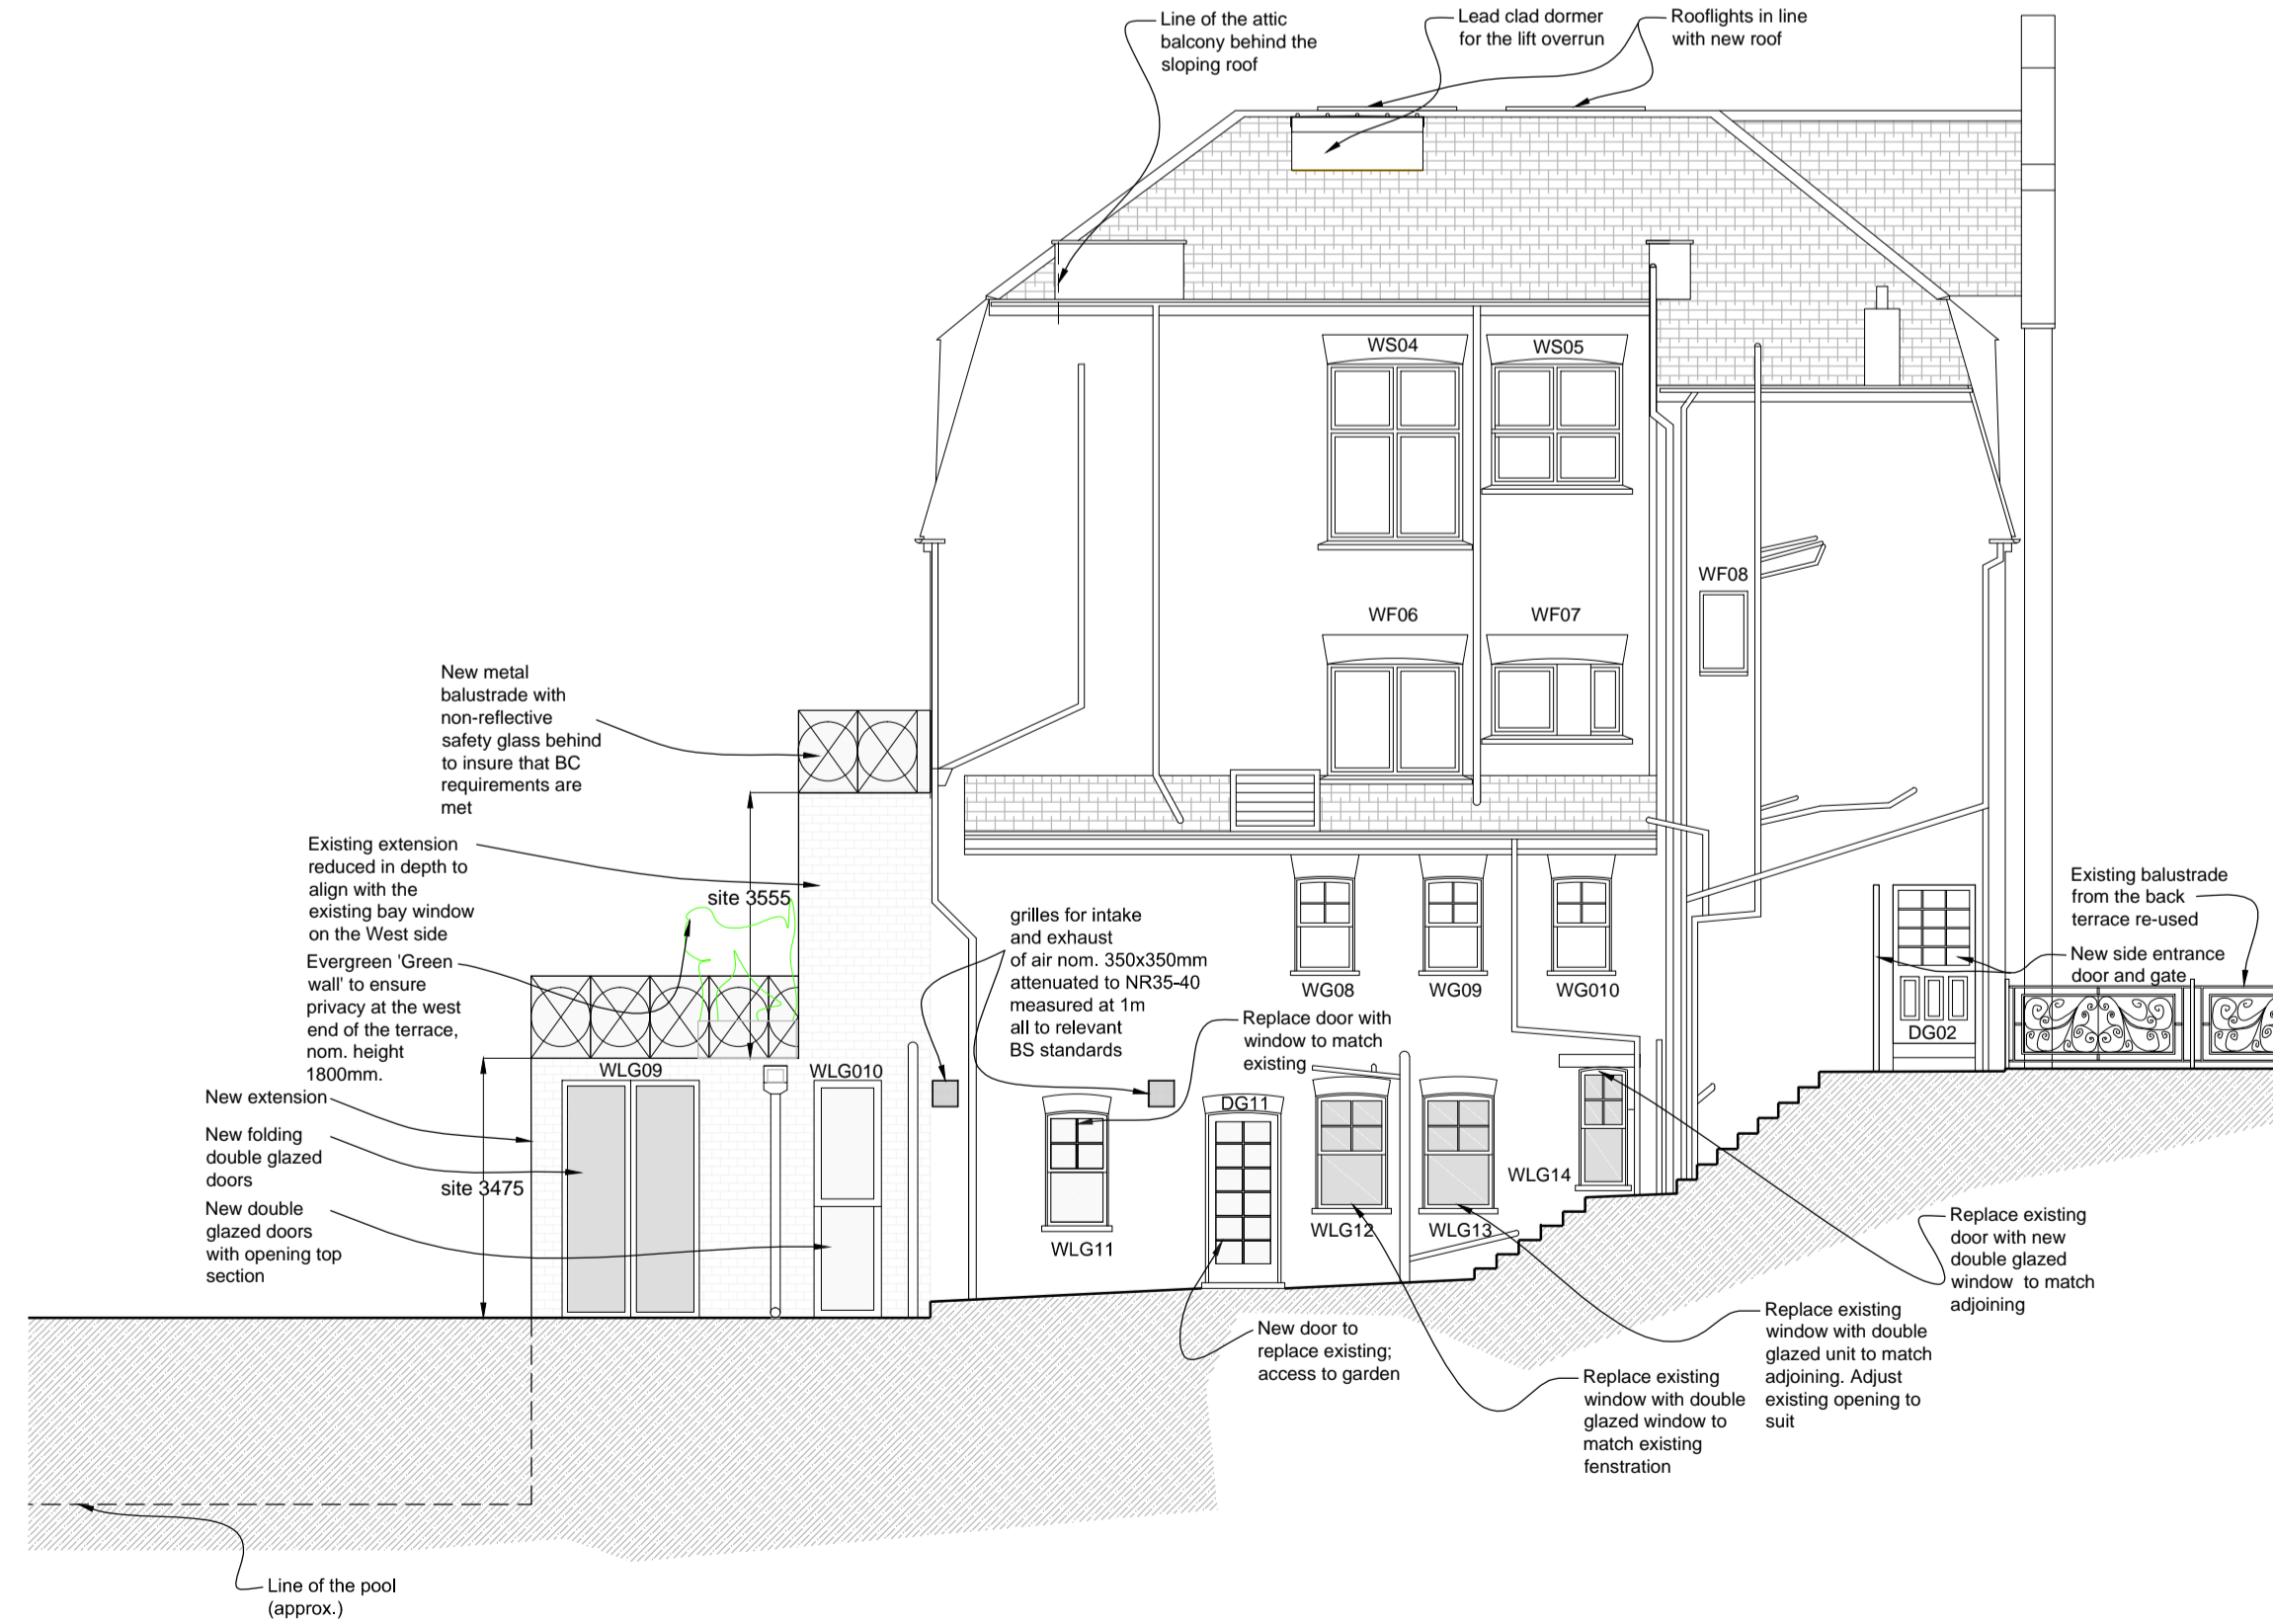 Line of the attic
balcony behind the
sloping roof
Lead clad dormer
for the lift overrun
Rooflights in line
with new roof
WS04
WS05
WF08
WF06
WF07
New metal
balustrade with
non-reflective
safety glass behind
to insure that BC
requirements are
met
Existing extension
reduced in depth to
align with the
existing bay window
on the West side
site 3555
Evergreen 'Green
wall' to ensure
privacy at the west
end of the terrace,
nom. height
1800mm.
grilles for intake
and exhaust
of air nom. 350x350mm
attenuated to NR35-40
measured at 1m
all to relevant
BS standards
WG08
WG09
WG010
Existing balustrade
from the back
terrace re-used
New side entrance
door and gate
DG02
Replace door with
window to match
existing
New extension
WLG09
WLG010
DG11
New folding
double glazed
doors
site 3475
WLG14
New double
glazed doors
with opening top
section
WLG11
WLG12
WLG13
Replace existing
door with new
double glazed
window to match
adjoining
New door to
replace existing;
access to garden
Replace existing
window with double
glazed unit to match
adjoining. Adjust
existing opening to
suit
Replace existing
window with double
glazed window to
match existing
fenstration
Line of the pool
(approx.)